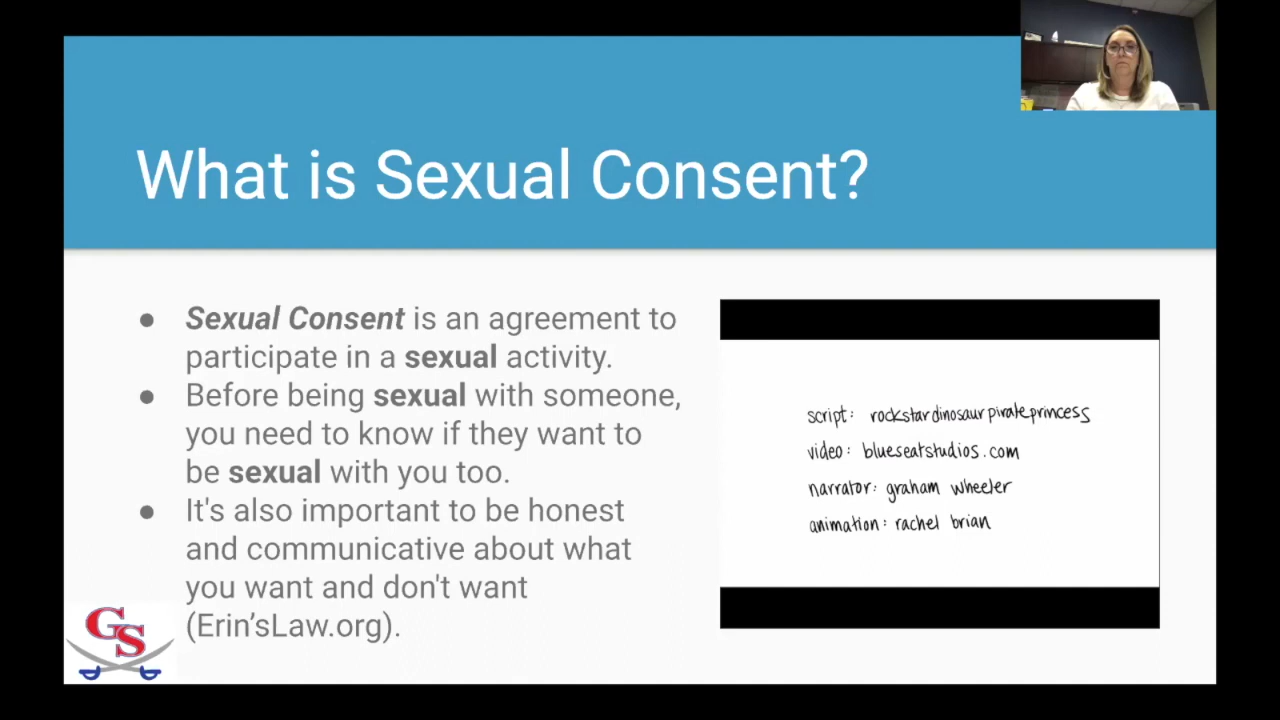 What is Sexual Consent?
● Sexual Consent is an agreement to
participate in a sexual activity.
● Before being sexual with someone,
you need to know if they want to
be sexual with you too.
● It's also important to be honest
and communicative about what
you want and don't want
(Erin’sLaw.org).
script: rockstardinosaurpirateprincess
video: blueseatstudios.com
narrator: graham wheeler
animation: rachel brian
GS